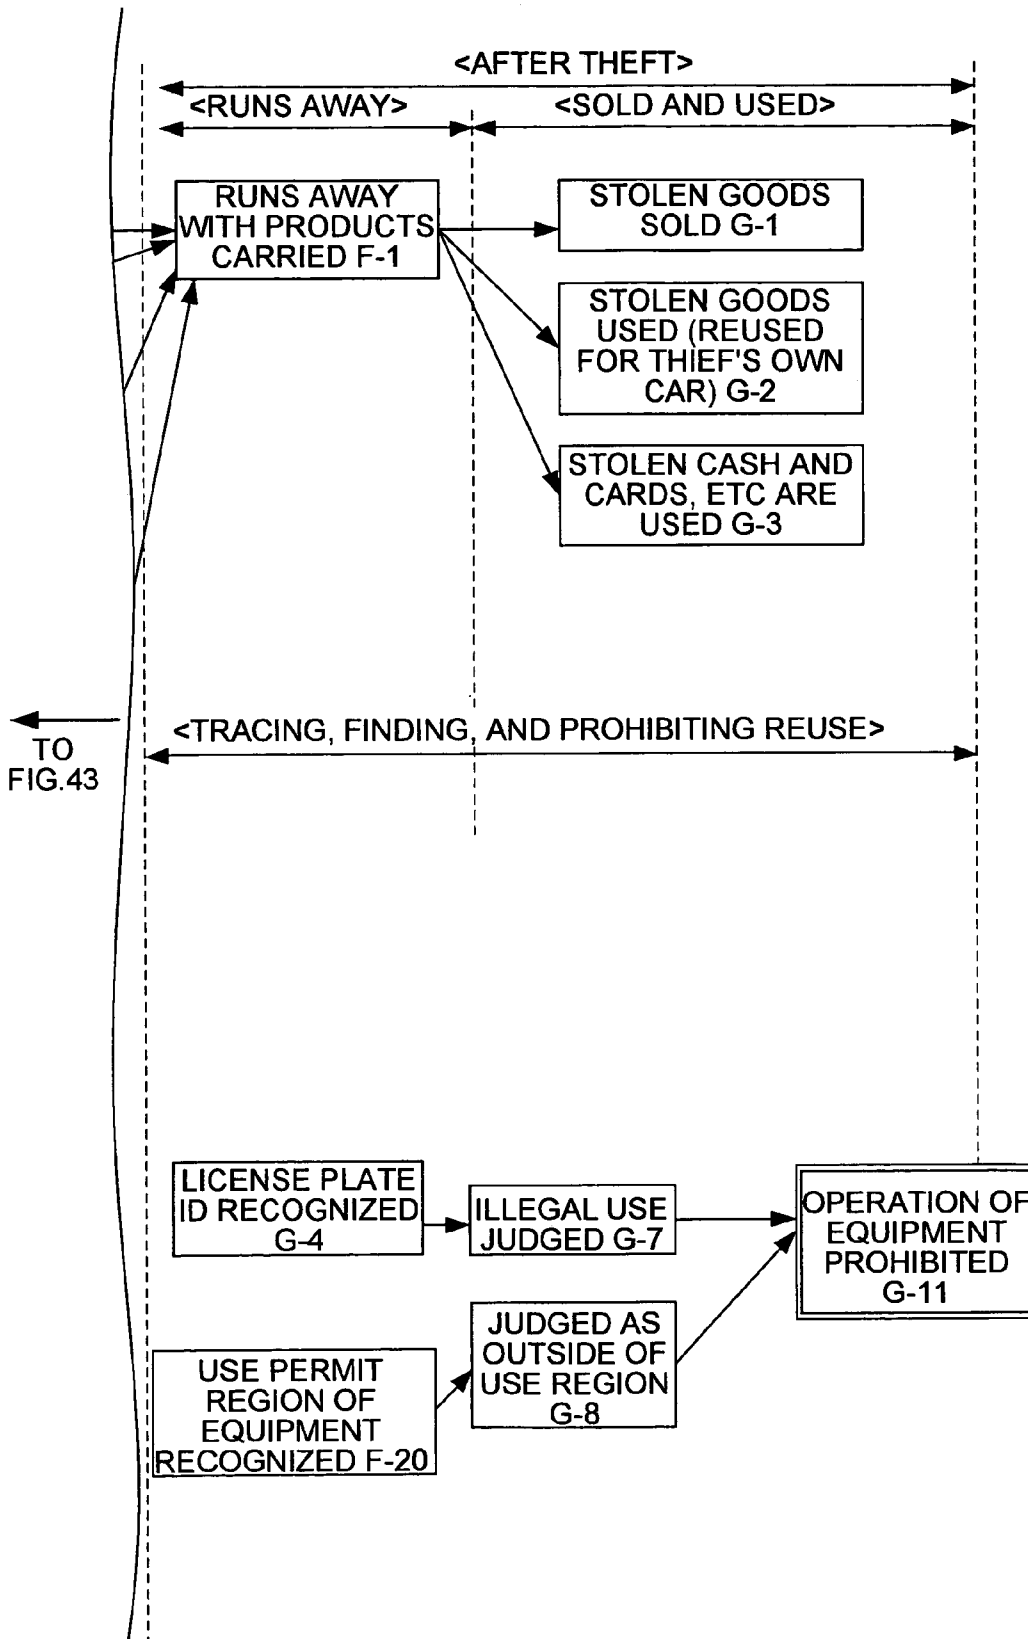 <AFTER THEFT>
<RUNS AWAY>
<SOLD AND USED>
RUNS AWAY
WITH PRODUCTS
CARRIED F-1
STOLEN GOODS
SOLD G-1
STOLEN GOODS
USED (REUSED
FOR THIEF'S OWN
CAR) G-2
STOLEN CASH AND
CARDS, ETC ARE
USED G-3
TO
FIG.43
<TRACING, FINDING, AND PROHIBITING REUSE>
LICENSE PLATE
ID RECOGNIZED
G-4
ILLEGAL USE
JUDGED G-7
OPERATION OF
EQUIPMENT
PROHIBITED
G-11
JUDGED AS
OUTSIDE OF
USE REGION
G-8
USE PERMIT
REGION OF
EQUIPMENT
RECOGNIZED F-20